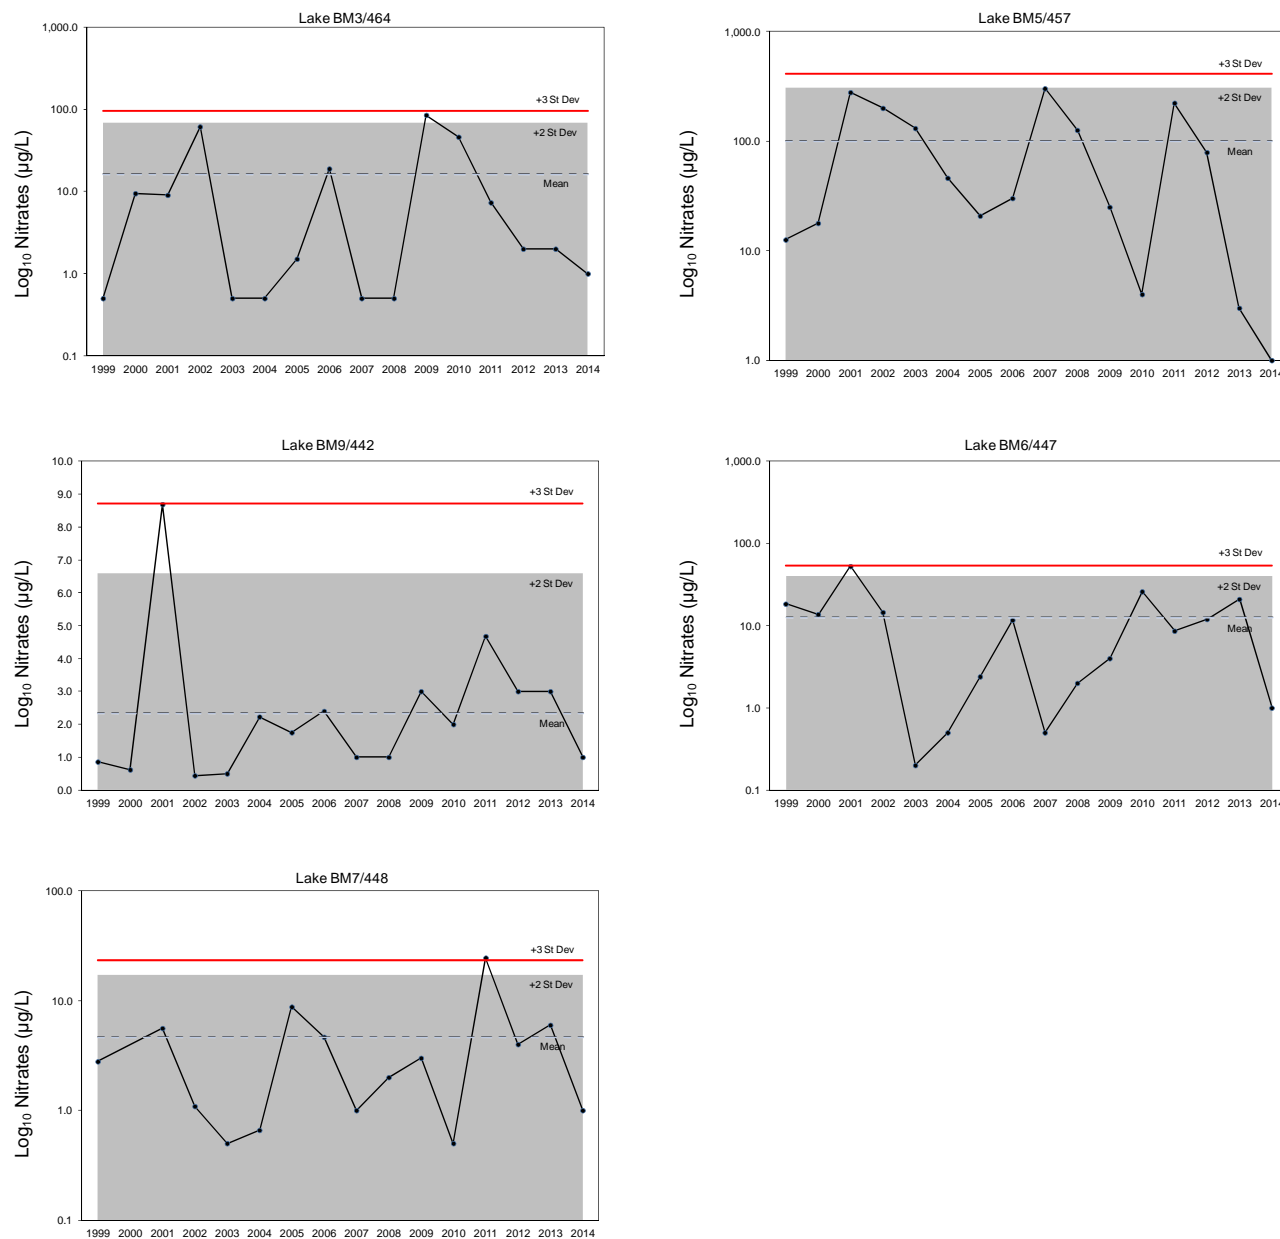 Lake BM3/464
Log10 Nitrates (µg/L)
1,000.0
100.0
10.0
1.0
0.1
+3 St Dev
+2 St Dev
Mean
1999 2000 2001 2002 2003 2004 2005 2006 2007 2008 2009 2010 2011 2012 2013 2014
Lake BM5/457
Log10 Nitrates (µg/L)
1,000.0
100.0
10.0
1.0
+3 St Dev
+2 St Dev
Mean
1999 2000 2001 2002 2003 2004 2005 2006 2007 2008 2009 2010 2011 2012 2013 2014
Lake BM9/442
Log10 Nitrates (µg/L)
10.0
9.0
8.0
7.0
6.0
5.0
4.0
3.0
2.0
1.0
0.0
+3 St Dev
+2 St Dev
Mean
1999 2000 2001 2002 2003 2004 2005 2006 2007 2008 2009 2010 2011 2012 2013 2014
Lake BM6/447
Log10 Nitrates (µg/L)
1,000.0
100.0
10.0
1.0
0.1
+3 St Dev
+2 St Dev
Mean
1999 2000 2001 2002 2003 2004 2005 2006 2007 2008 2009 2010 2011 2012 2013 2014
Lake BM7/448
Log10 Nitrates (µg/L)
100.0
10.0
1.0
0.1
+3 St Dev
+2 St Dev
Mean
1999 2000 2001 2002 2003 2004 2005 2006 2007 2008 2009 2010 2011 2012 2013 2014